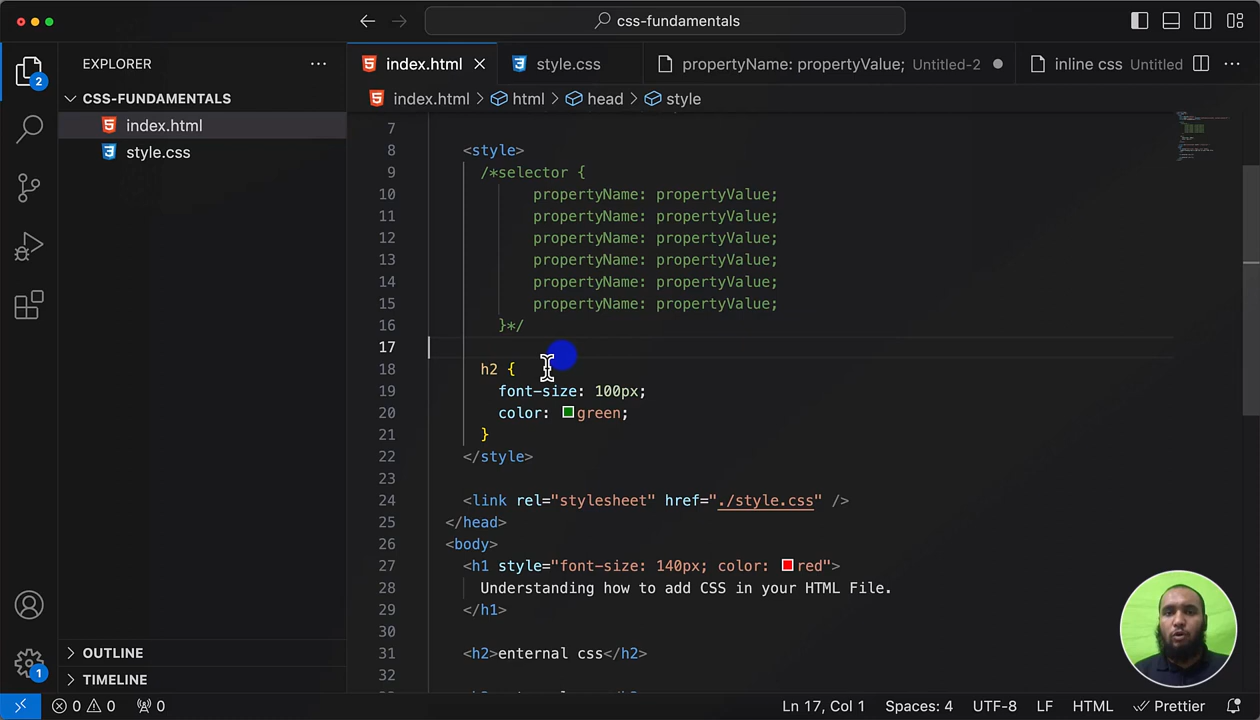 css-fundamentals
EXPLORER
index.html
style.css
propertyName: propertyValue; Untitled-2
inline css Untitled
2
CSS-FUNDAMENTALS
index.html
style.css
index.html > html > head > style
7
8 <style>
9 /*selector {
10 propertyName: propertyValue;
11 propertyName: propertyValue;
12 propertyName: propertyValue;
13 propertyName: propertyValue;
14 propertyName: propertyValue;
15 propertyName: propertyValue;
16 }*/
17
18 h2 {
19 font-size: 100px;
20 color: green;
21 }
22 </style>
23
24 <link rel="stylesheet" href="./style.css" />
25 </head>
26 <body>
27 <h1 style="font-size: 140px; color: red">
28 Understanding how to add CSS in your HTML File.
29 </h1>
30
31 <h2>enternal css</h2>
32
OUTLINE
TIMELINE
1
0 0 0
Ln 17, Col 1 Spaces: 4 UTF-8 LF HTML Prettier